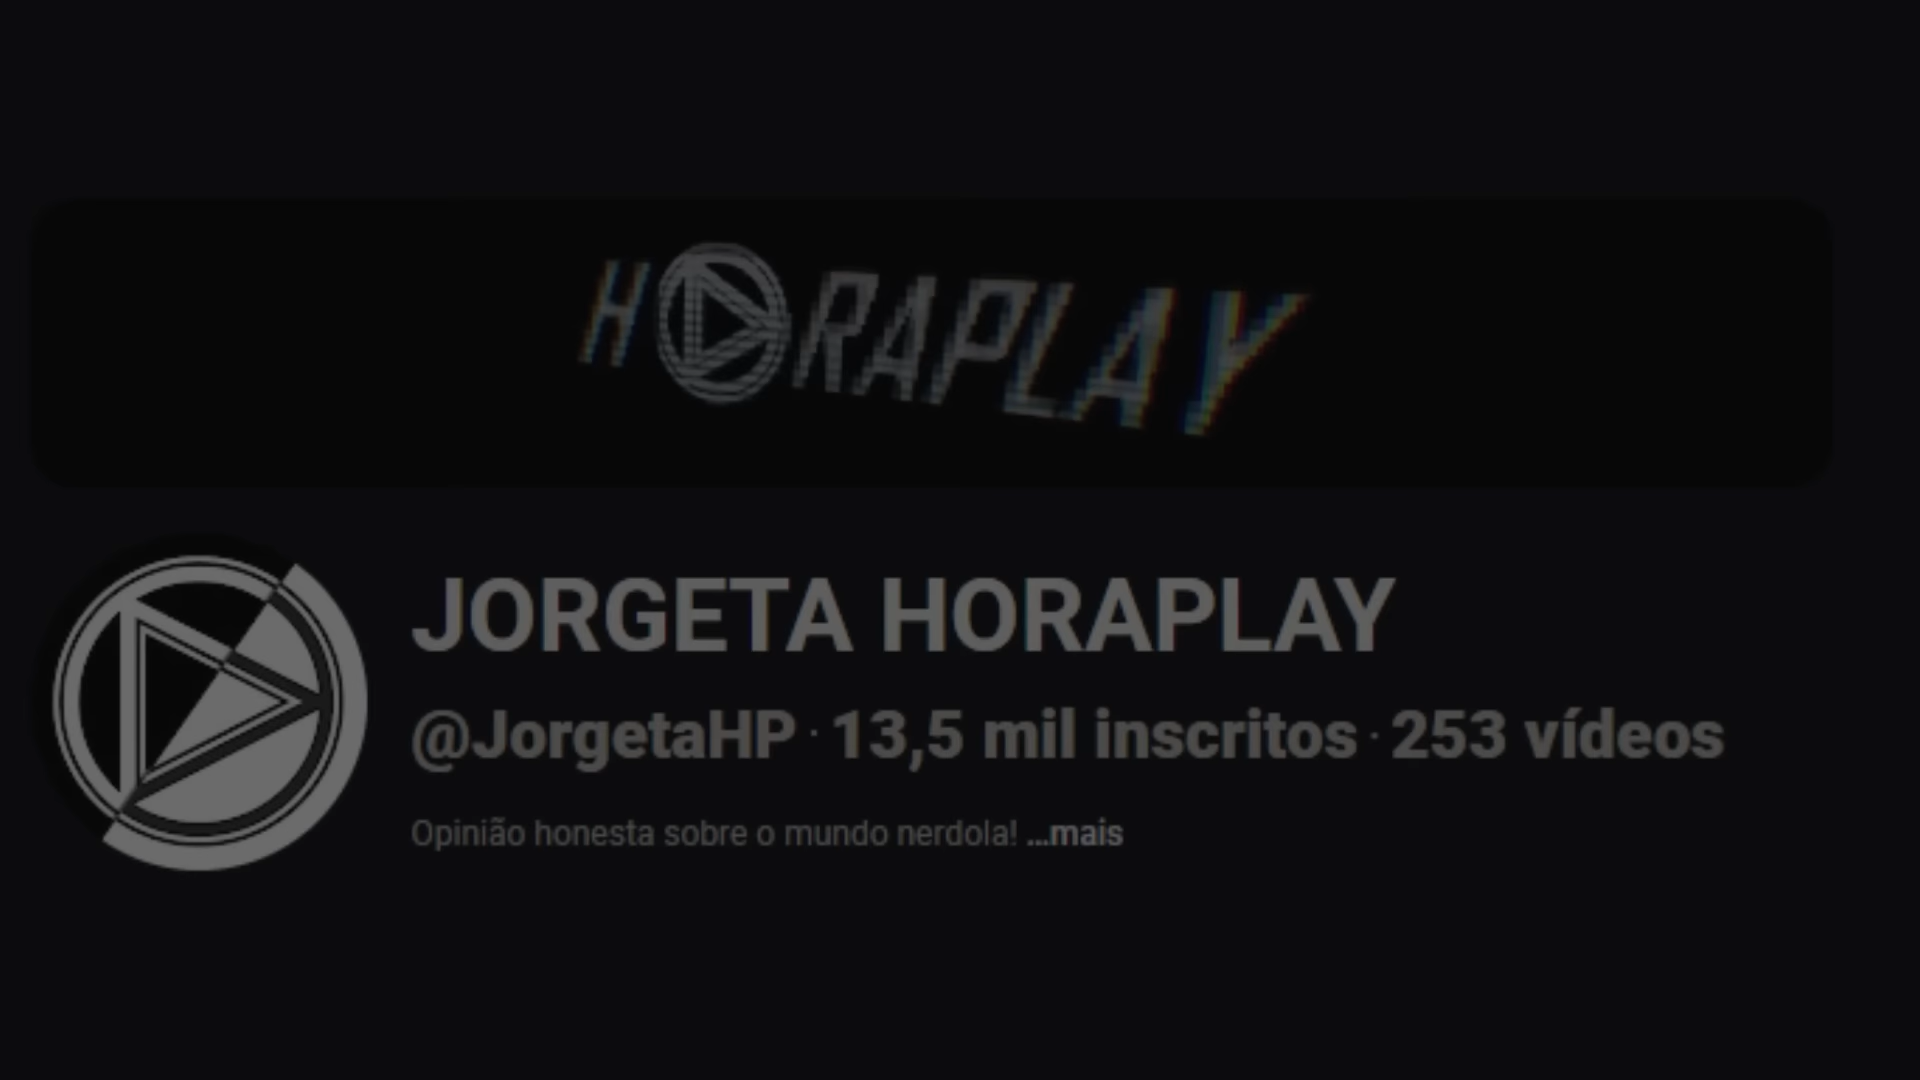 HORAPLAY
JORGETA HORAPLAY
@JorgetaHP · 13,5 mil inscritos · 253 vídeos
Opinião honesta sobre o mundo nerdola! ...mais